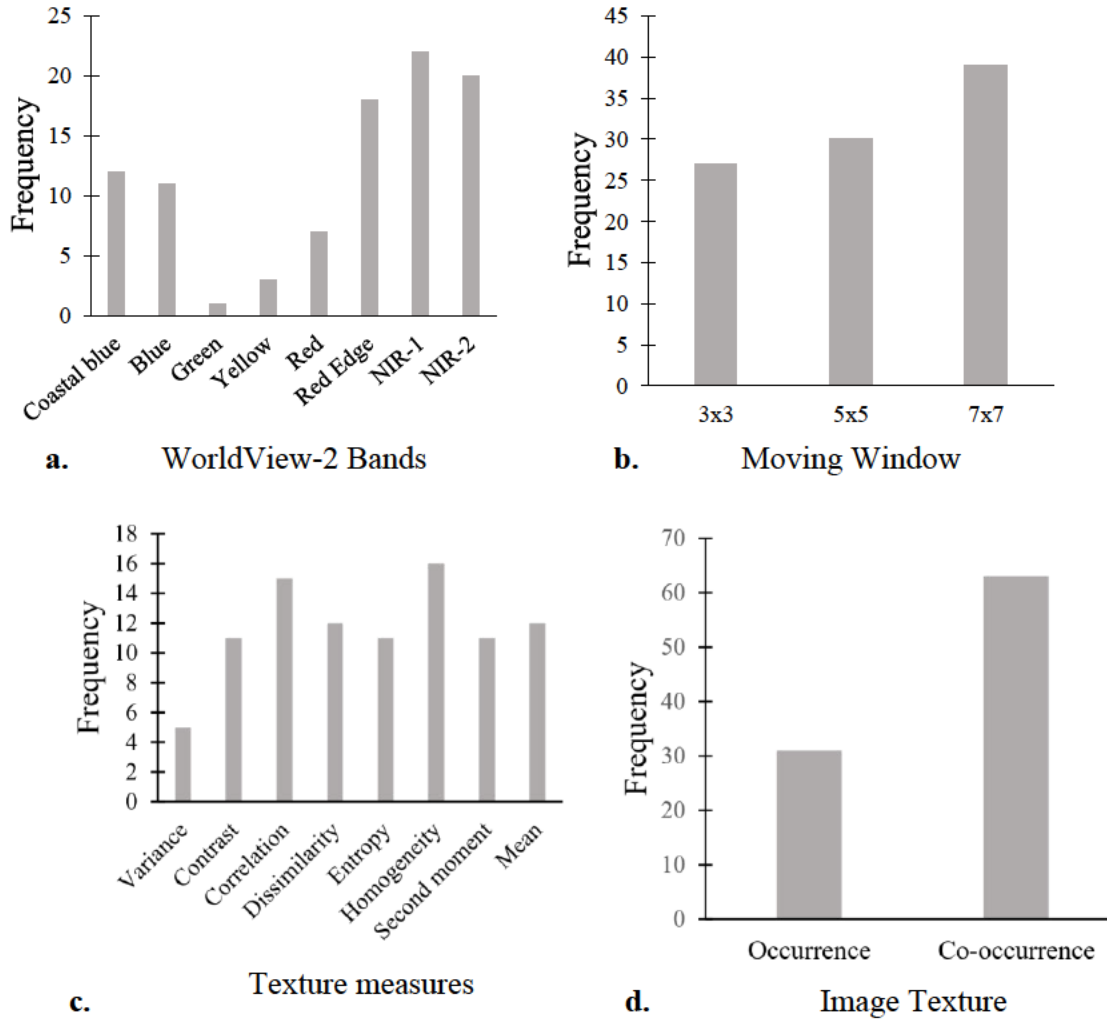 25
20
15
10
5
0
Frequency
Coastal blue
Blue
Green
Yellow
Red
Red Edge
NIR-1
NIR-2
a. WorldView-2 Bands
45
40
35
30
25
20
15
10
5
0
Frequency
3x3 5x5 7x7
b. Moving Window
18
16
14
12
10
8
6
4
2
0
Frequency
Variance
Contrast
Correlation
Dissimilarity
Entropy
Homogeneity
Second moment
Mean
Texture measures
c.
70
60
50
40
30
20
10
0
Frequency
Occurrence Co-occurrence
d. Image Texture